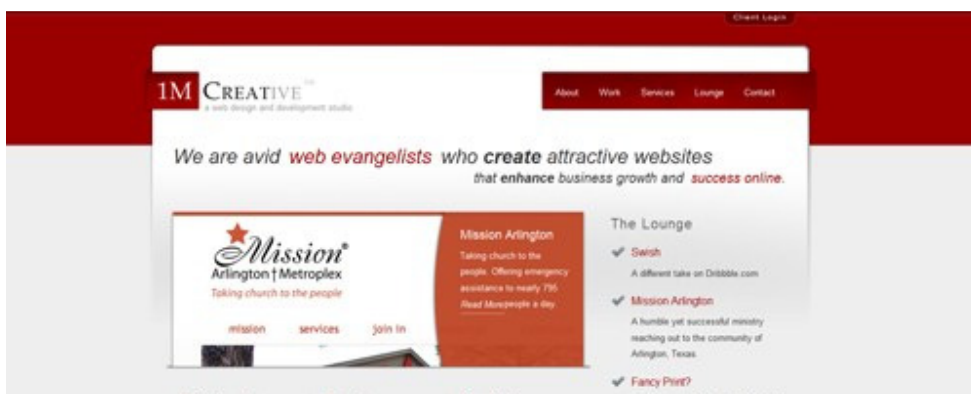 Client Login
1M CREATIVE™
a web design and development studio
About Work Services Lounge Contact
We are avid web evangelists who create attractive websites
that enhance business growth and success online.
Mission®
Arlington † Metroplex
Taking church to the people
mission services join in
Mission Arlington
Taking church to the
people. Offering emergency
assistance to nearly 795
Read More people a day.
The Lounge
Swish
A different take on Dribbble.com
Mission Arlington
A humble yet successful ministry
reaching out to the community of
Arlington, Texas
Fancy Print?